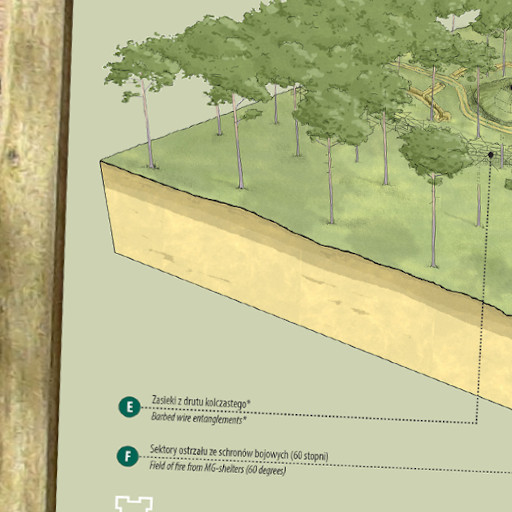 E
Zasieki z drutu kolczastego*
Barbed wire entanglements*
F
Sektory ostrzału ze schronów bojowych (60 stopni)
Field of fire from MG-shelters (60 degrees)